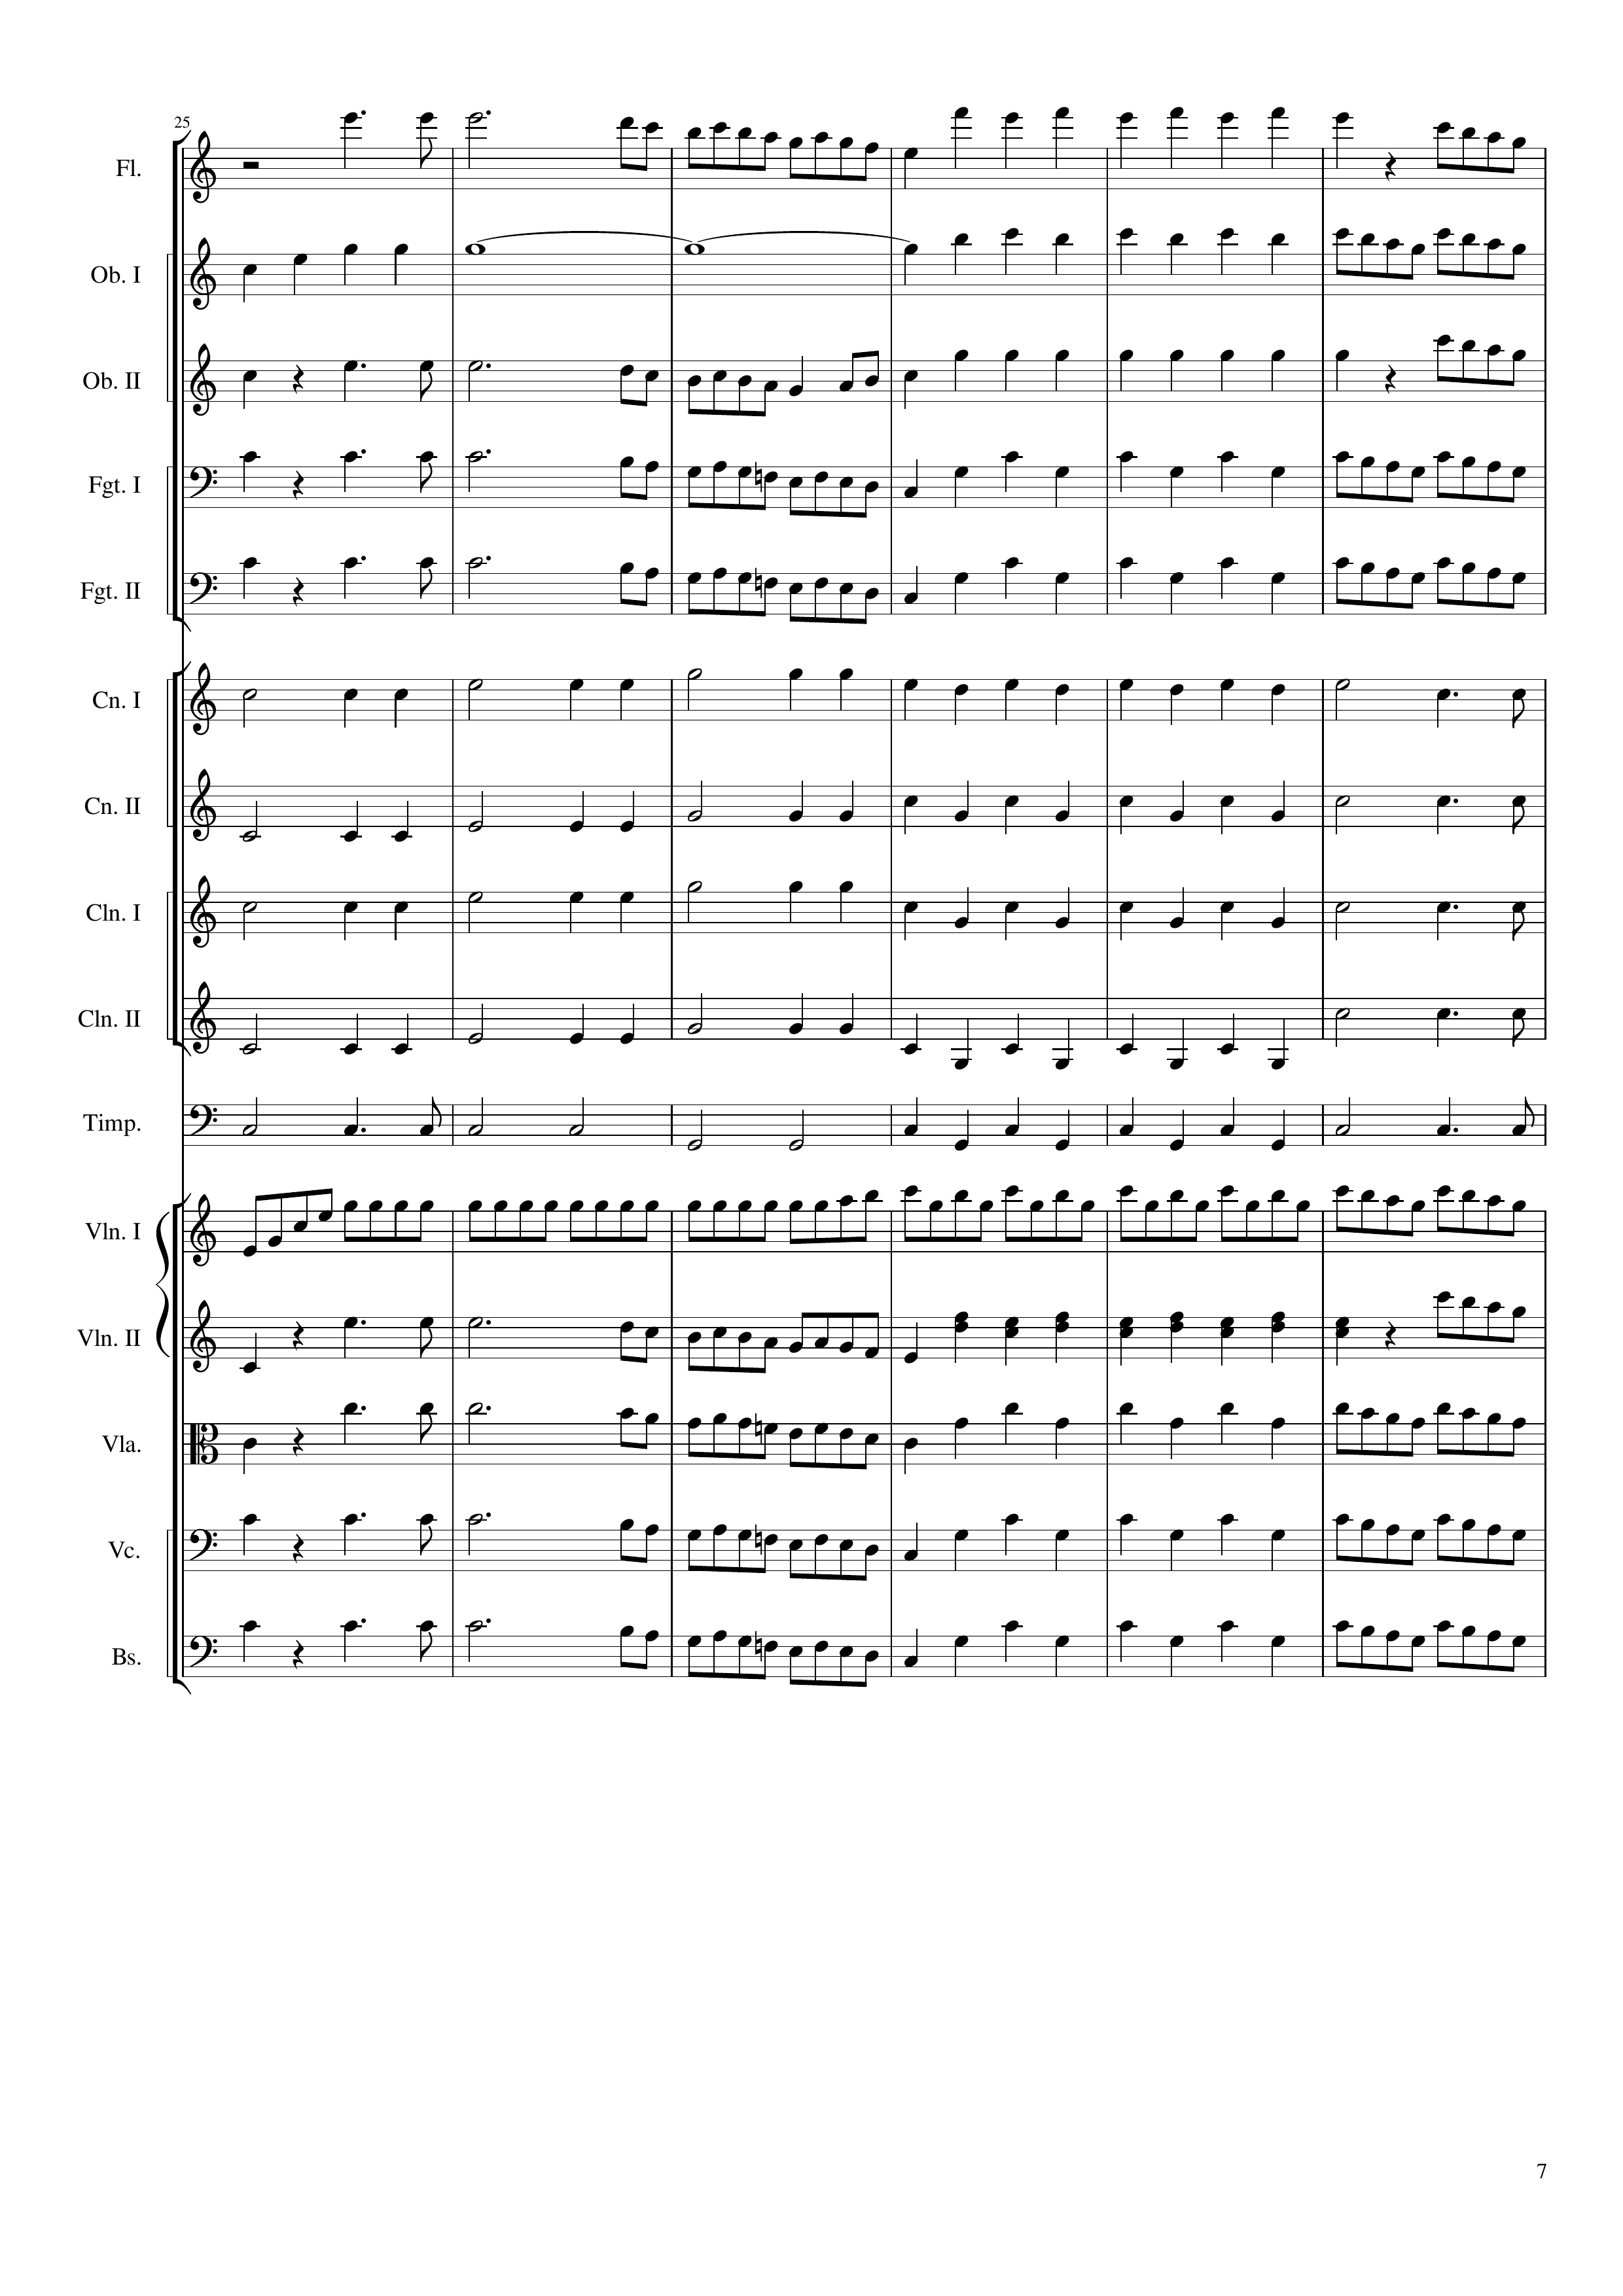 25
Fl.
Ob. I
Ob. II
Fgt. I
Fgt. II
Cn. I
Cn. II
Cln. I
Cln. II
Timp.
Vln. I
Vln. II
Vla.
Vc.
Bs.
7